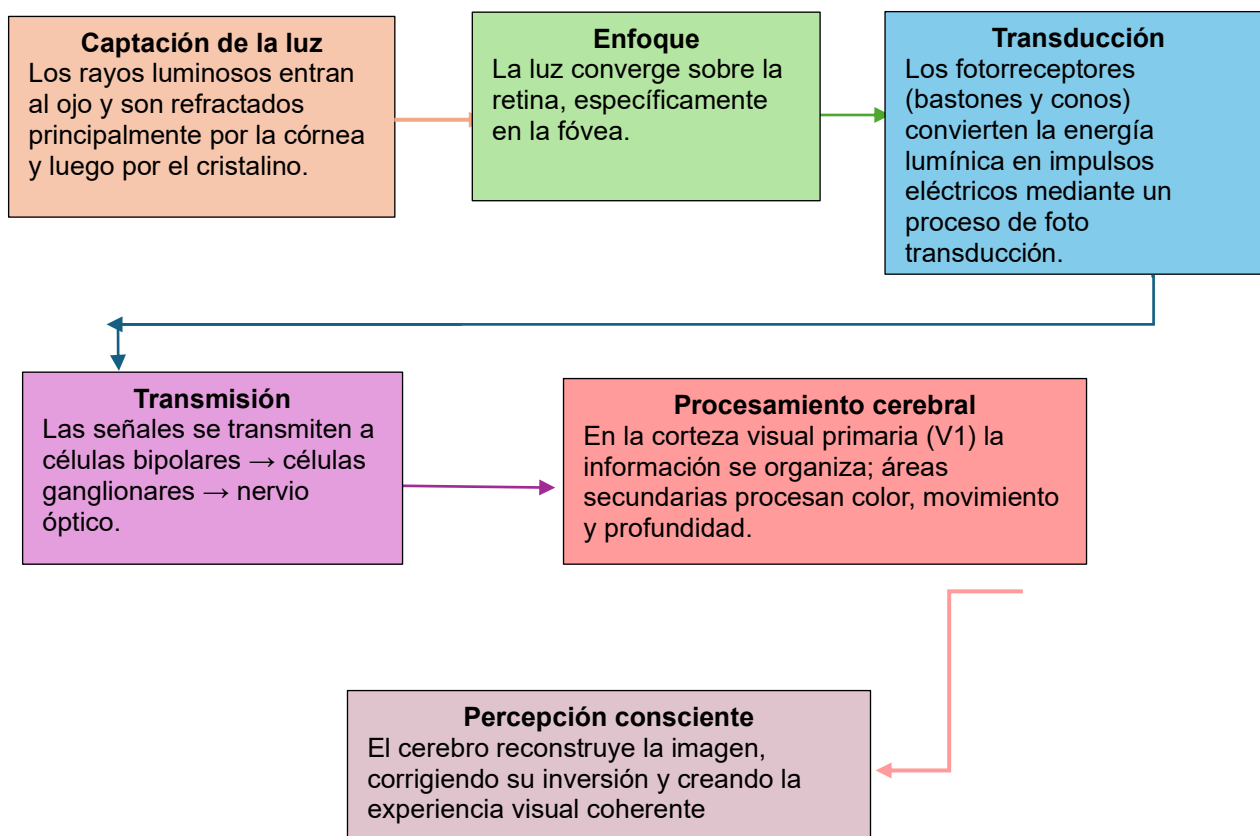 Captación de la luz
Los rayos luminosos entran
al ojo y son refractados
principalmente por la córnea
y luego por el cristalino.
Enfoque
La luz converge sobre la
retina, específicamente
en la fóvea.
Transducción
Los fotorreceptores
(bastones y conos)
convierten la energía
lumínica en impulsos
eléctricos mediante un
proceso de foto
transducción.
Transmisión
Las señales se transmiten a
células bipolares → células
ganglionares → nervio
óptico.
Procesamiento cerebral
En la corteza visual primaria (V1) la
información se organiza; áreas
secundarias procesan color, movimiento
y profundidad.
Percepción consciente
El cerebro reconstruye la imagen,
corrigiendo su inversión y creando la
experiencia visual coherente